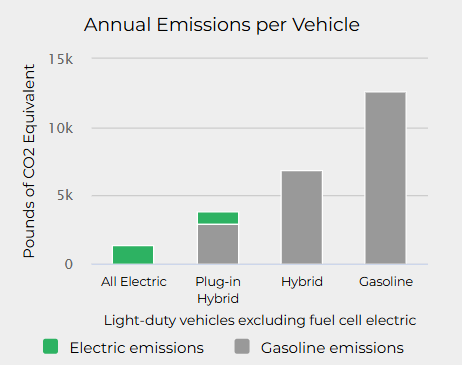 Annual Emissions per Vehicle
Pounds of CO2 Equivalent
15k
10k
5k
0
All Electric
Plug-in
Hybrid
Hybrid
Gasoline
Light-duty vehicles excluding fuel cell electric
Electric emissions
Gasoline emissions